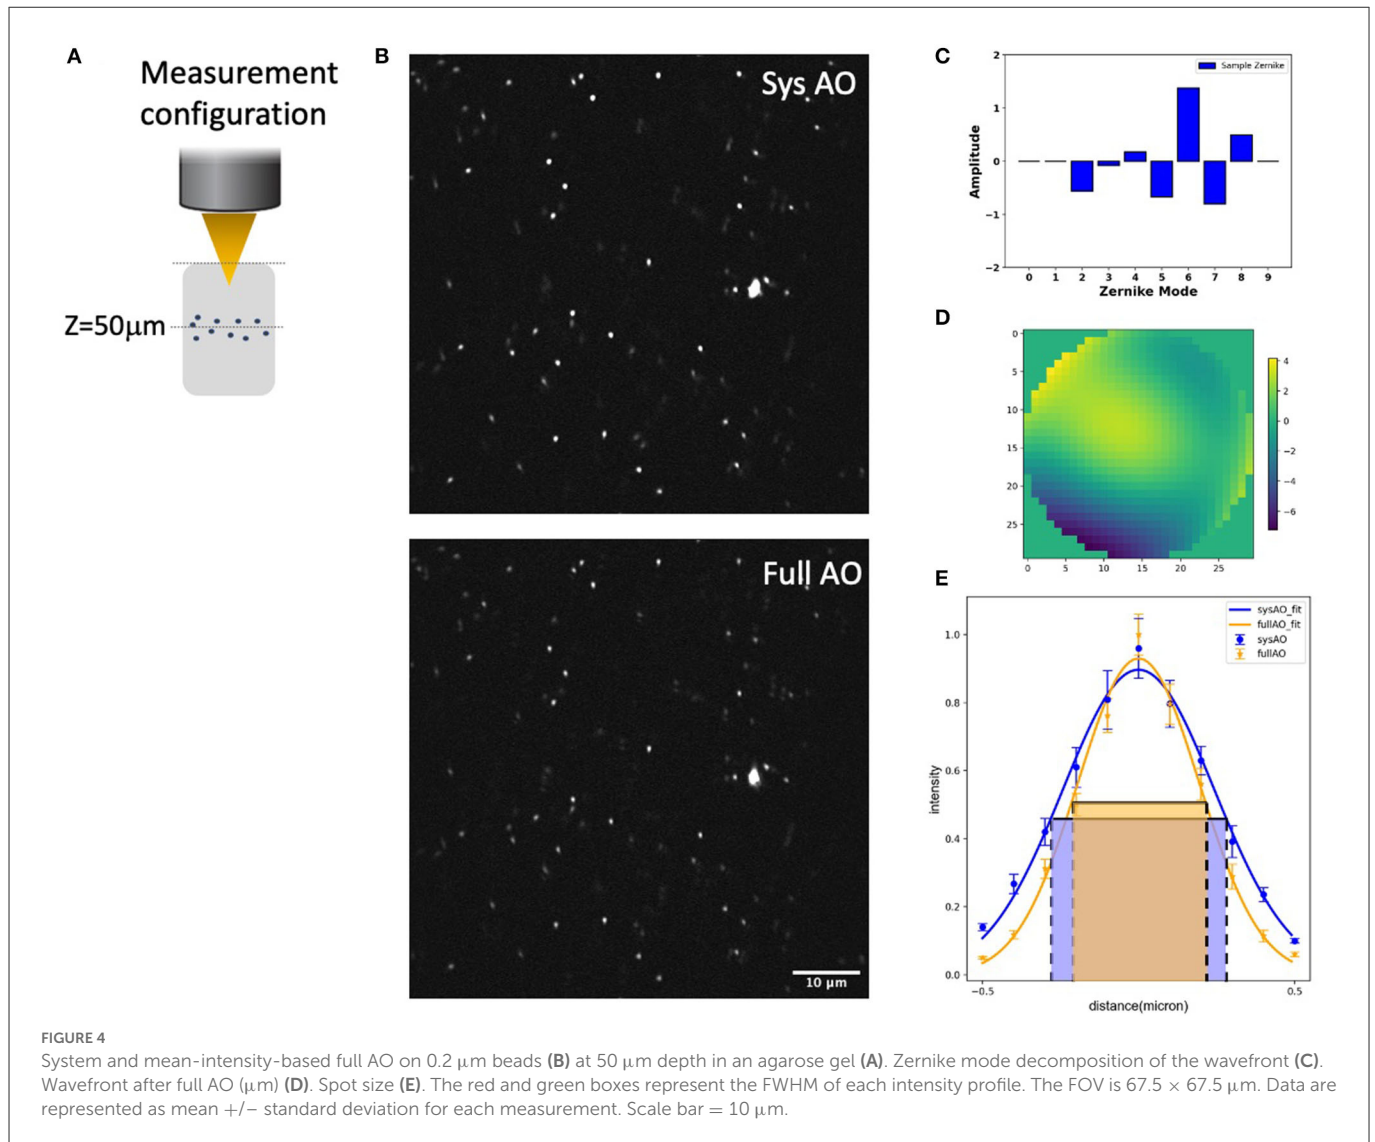 A
Measurement
configuration
Z=50μm
B
Sys AO
Full AO
10 μm
C
Sample Zernike
2
1
0
−1
−2
Amplitude
0 1 2 3 4 5 6 7 8 9
Zernike Mode
D
0
5
10
15
20
25
0 5 10 15 20 25
4
2
0
−2
−4
−6
E
sysAO_fit
fullAO_fit
sysAO
fullAO
1.0
0.8
0.6
0.4
0.2
0.0
intensity
−0.5 0.5
distance(micron)
FIGURE 4
System and mean-intensity-based full AO on 0.2 μm beads (B) at 50 μm depth in an agarose gel (A). Zernike mode decomposition of the wavefront (C).
Wavefront after full AO (μm) (D). Spot size (E). The red and green boxes represent the FWHM of each intensity profile. The FOV is 67.5 × 67.5 μm. Data are
represented as mean +/− standard deviation for each measurement. Scale bar = 10 μm.